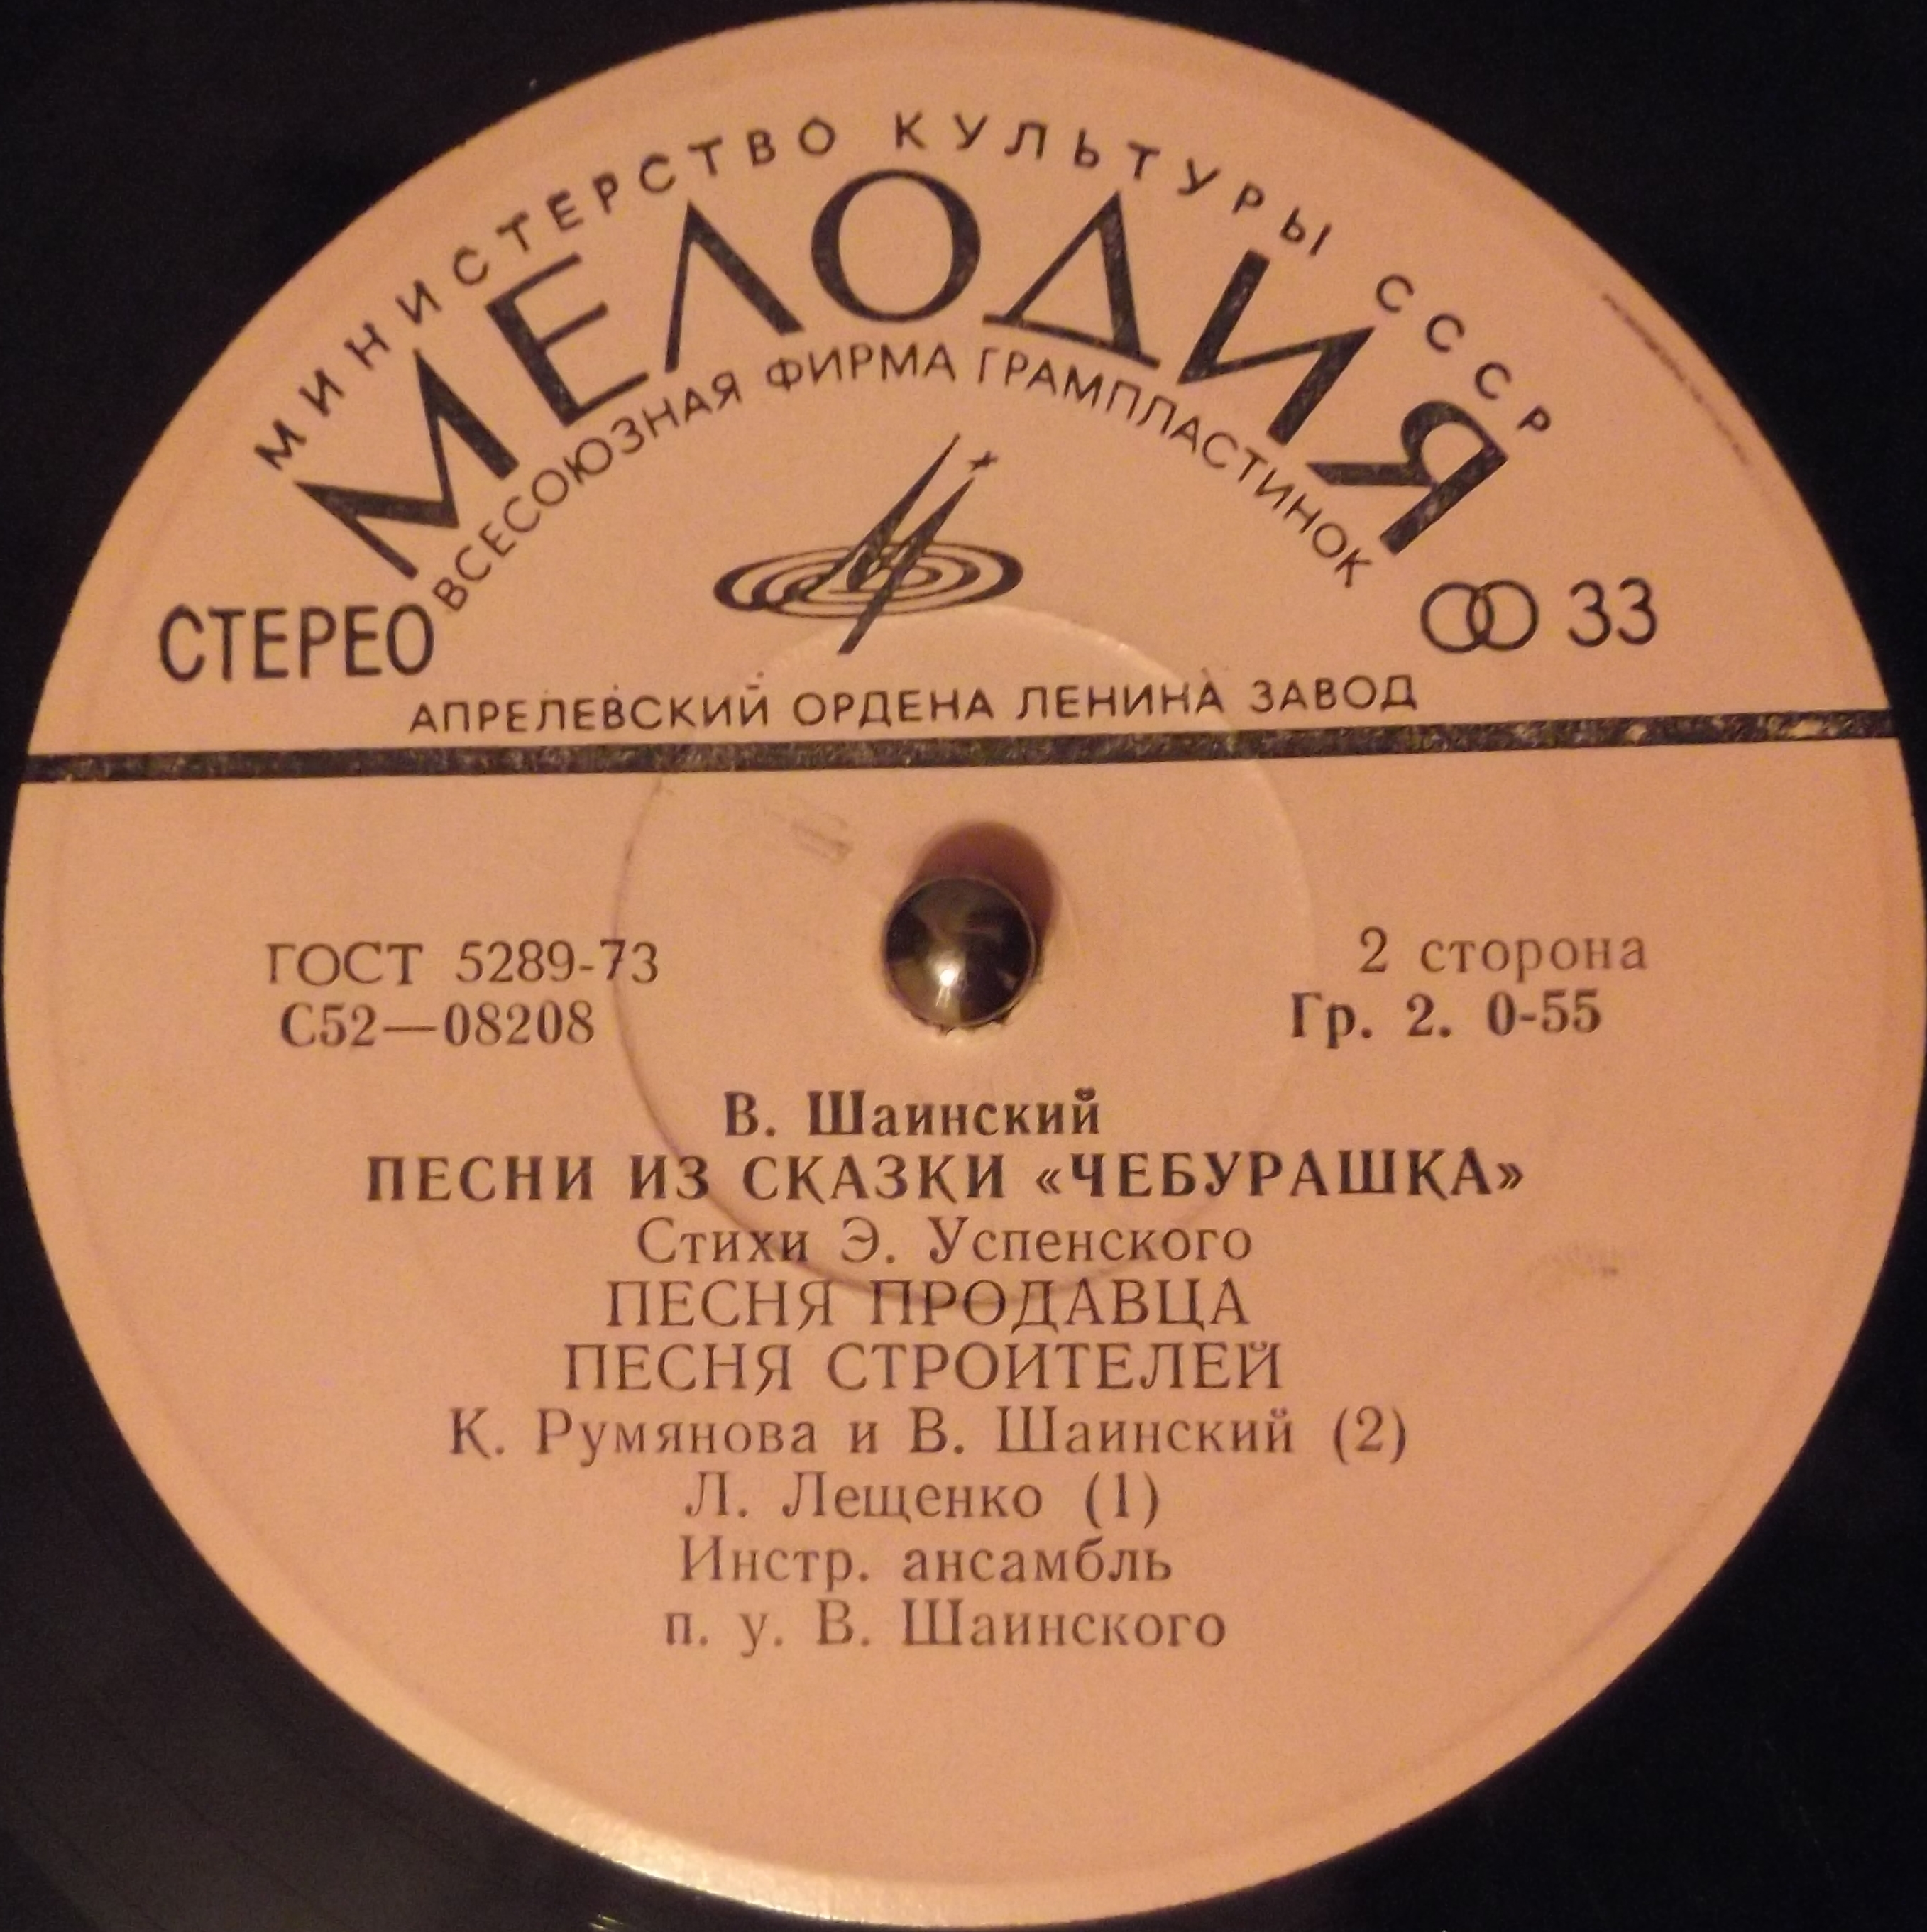 МИНИСТЕРСТВО КУЛЬТУРЫ СССР
МЕЛОДИЯ
ВСЕСОЮЗНАЯ ФИРМА ГРАМПЛАСТИНОК
СТЕРЕО
33
АПРЕЛЕВСКИЙ ОРДЕНА ЛЕНИНА ЗАВОД
ГОСТ 5289-73
С52—08208
2 сторона
Гр. 2. 0-55
В. Шаинский
ПЕСНИ ИЗ СКАЗКИ «ЧЕБУРАШКА»
Стихи Э. Успенского
ПЕСНЯ ПРОДАВЦА
ПЕСНЯ СТРОИТЕЛЕЙ
К. Румянова и В. Шаинский (2)
Л. Лещенко (1)
Инстр. ансамбль
п. у. В. Шаинского